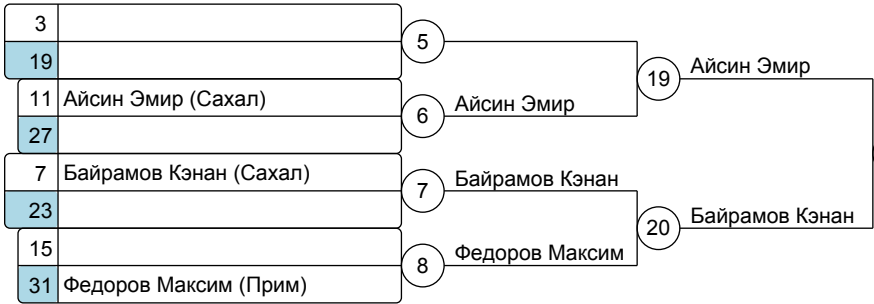 3
19
5
11 Айсин Эмир (Сахал)
27
6 Айсин Эмир
19 Айсин Эмир
7 Байрамов Кэнан (Сахал)
23
7 Байрамов Кэнан
15
31 Федоров Максим (Прим)
8 Федоров Максим
20 Байрамов Кэнан